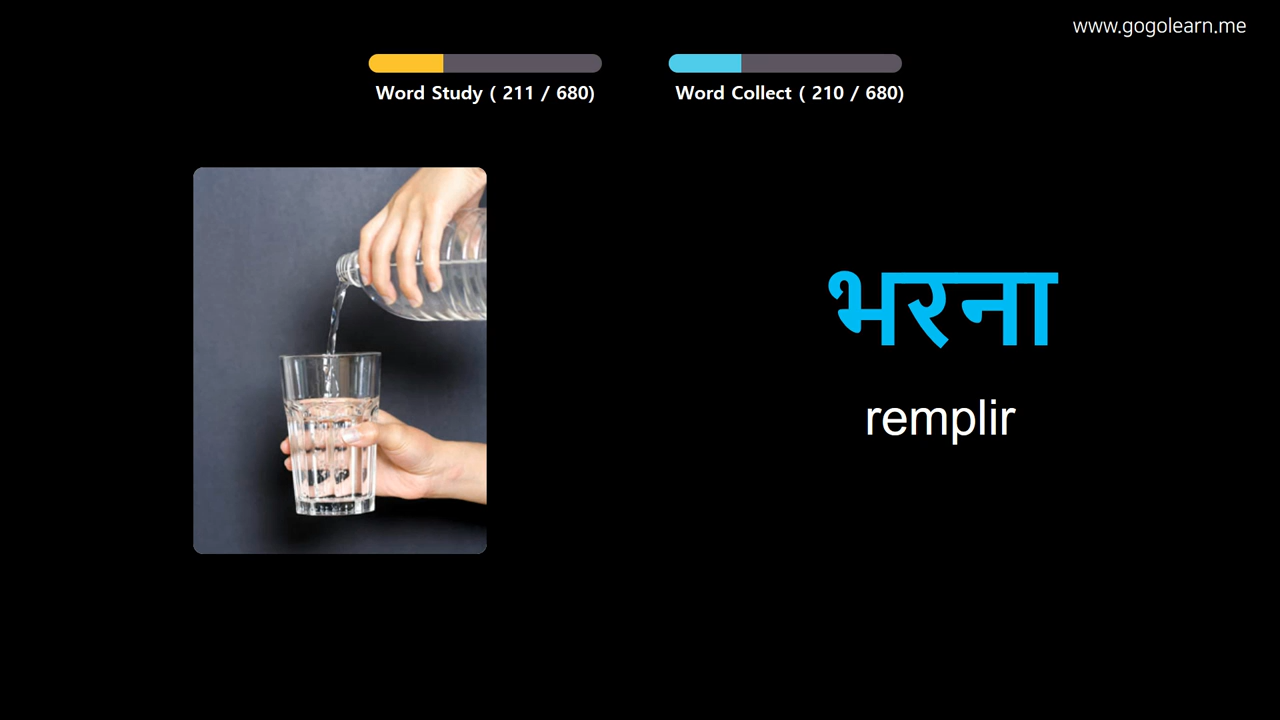 www.gogolearn.me
Word Study ( 211 / 680)
Word Collect ( 210 / 680)
भरना
remplir